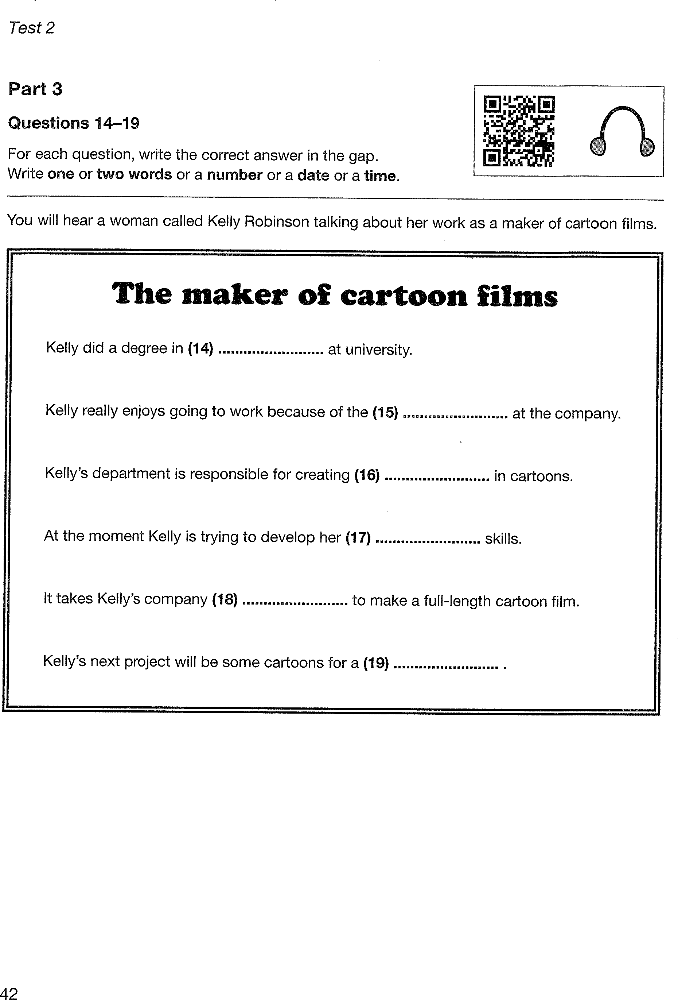 Test 2
Part 3
Questions 14–19
For each question, write the correct answer in the gap.
Write one or two words or a number or a date or a time.
You will hear a woman called Kelly Robinson talking about her work as a maker of cartoon films.
The maker of cartoon films
Kelly did a degree in (14) ......................... at university.
Kelly really enjoys going to work because of the (15) ......................... at the company.
Kelly's department is responsible for creating (16) ......................... in cartoons.
At the moment Kelly is trying to develop her (17) ......................... skills.
It takes Kelly's company (18) ......................... to make a full-length cartoon film.
Kelly's next project will be some cartoons for a (19) ......................... .
42